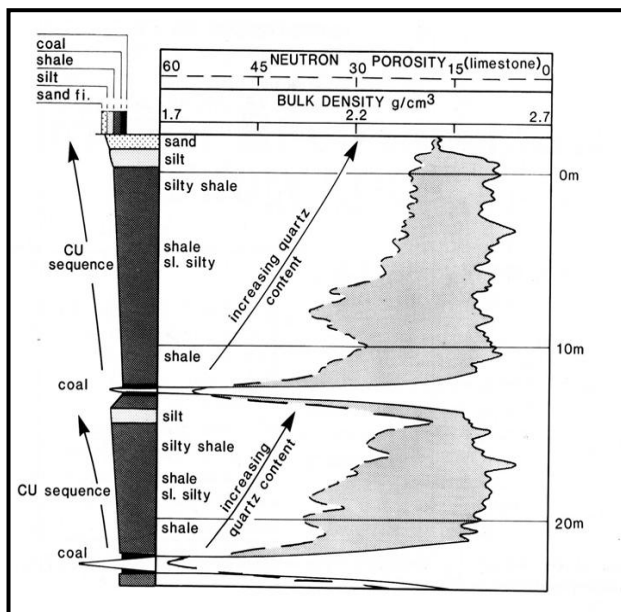 coal
shale
silt
sand fi.
60 NEUTRON POROSITY (limestone)
45 30 15 0
BULK DENSITY g/cm³
1.7 2.2 2.7
sand
silt
silty shale
0m
CU
sequence
shale
sl. silty
increasing quartz
content
shale
10m
coal
silt
silty shale
CU sequence
shale
sl. silty
increasing
quartz content
shale
20m
coal